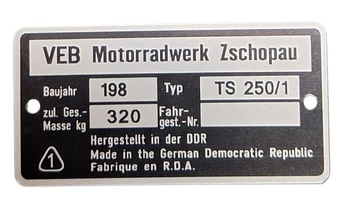 VEB Motorradwerk Zschopau
Baujahr 198 Typ TS 250/1
zul. Ges.-
Masse kg 320 Fahr-
gest.-Nr.
Hergestellt in der DDR
Made in the German Democratic Republic
Fabrique en R.D.A.
1